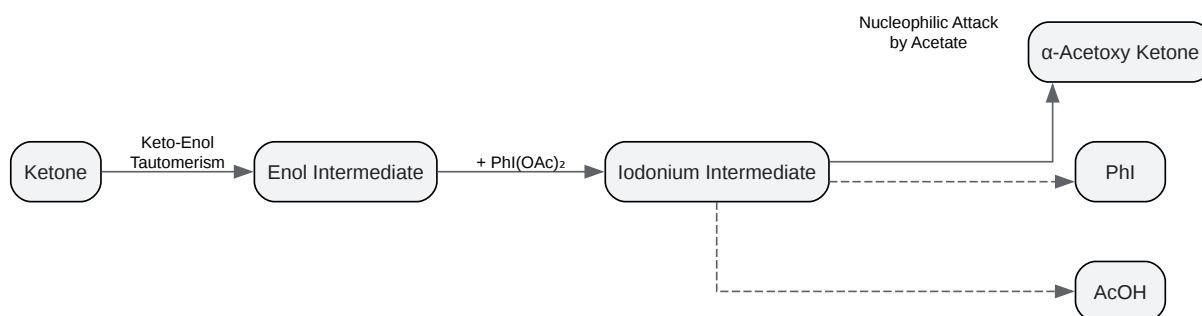 Nucleophilic Attack
by Acetate
α-Acetoxy Ketone
Keto-Enol
Tautomerism
Ketone
Enol Intermediate
+ PhI(OAc)₂
Iodonium Intermediate
PhI
AcOH